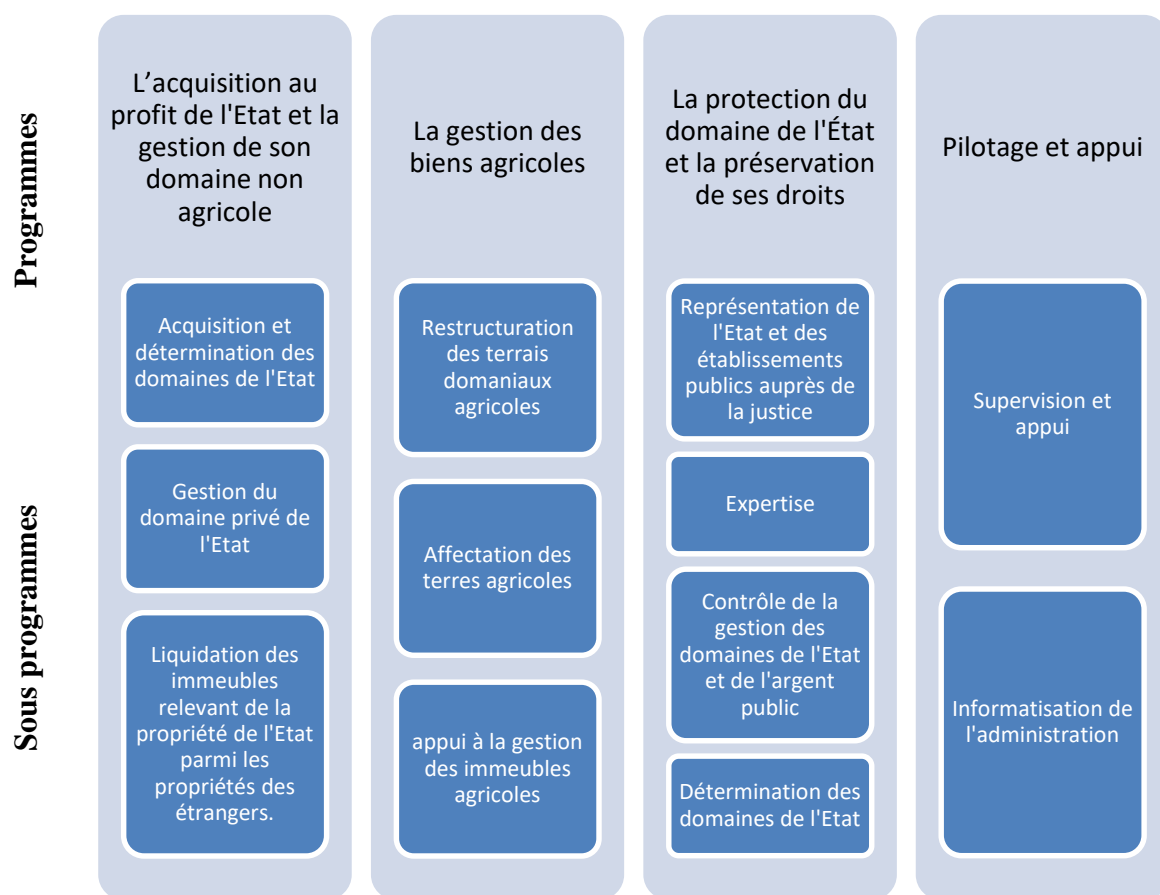 Programmes
L’acquisition au
profit de l'Etat et la
gestion de son
domaine non
agricole
La gestion des
biens agricoles
La protection du
domaine de l'État
et la préservation
de ses droits
Pilotage et appui
Sous programmes
Acquisition et
détermination des
domaines de l'Etat
Gestion du
domaine privé de
l'Etat
Liquidation des
immeubles
relevant de la
propriété de l'Etat
parmi les
propriétés des
étrangers.
Restructuration
des terrais
domaniaux
agricoles
Affectation des
terres agricoles
appui à la gestion
des immeubles
agricoles
Représentation de
l'Etat et des
établissements
publics auprès de
la justice
Expertise
Contrôle de la
gestion des
domaines de l'Etat
et de l'argent
public
Détermination des
domaines de l'Etat
Supervision et
appui
Informatisation de
l'administration